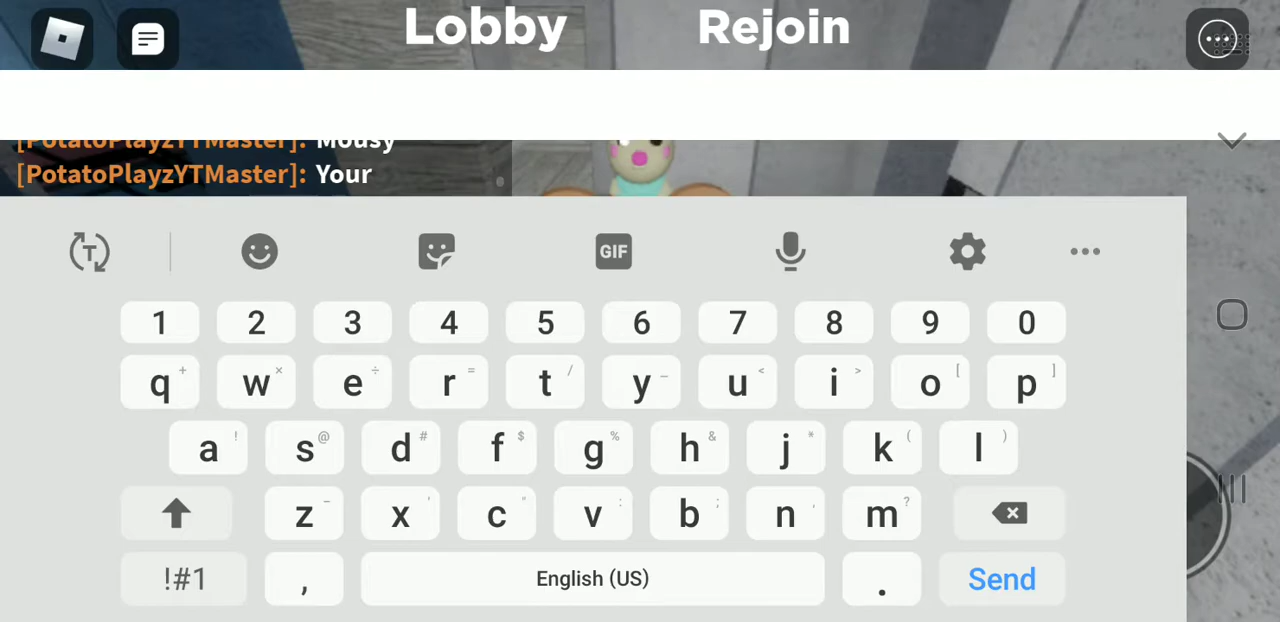 Lobby Rejoin
[PotatoPlayzYTMaster]: Mousy
[PotatoPlayzYTMaster]: Your
T GIF
1 2 3 4 5 6 7 8 9 0
q + w × e ÷ r = t / y _ u < i > o [ p ]
a ! s @ d # f $ g % h & j * k ( l )
z - x ' c " v : b ; n , m ?
!#1 , English (US) . Send